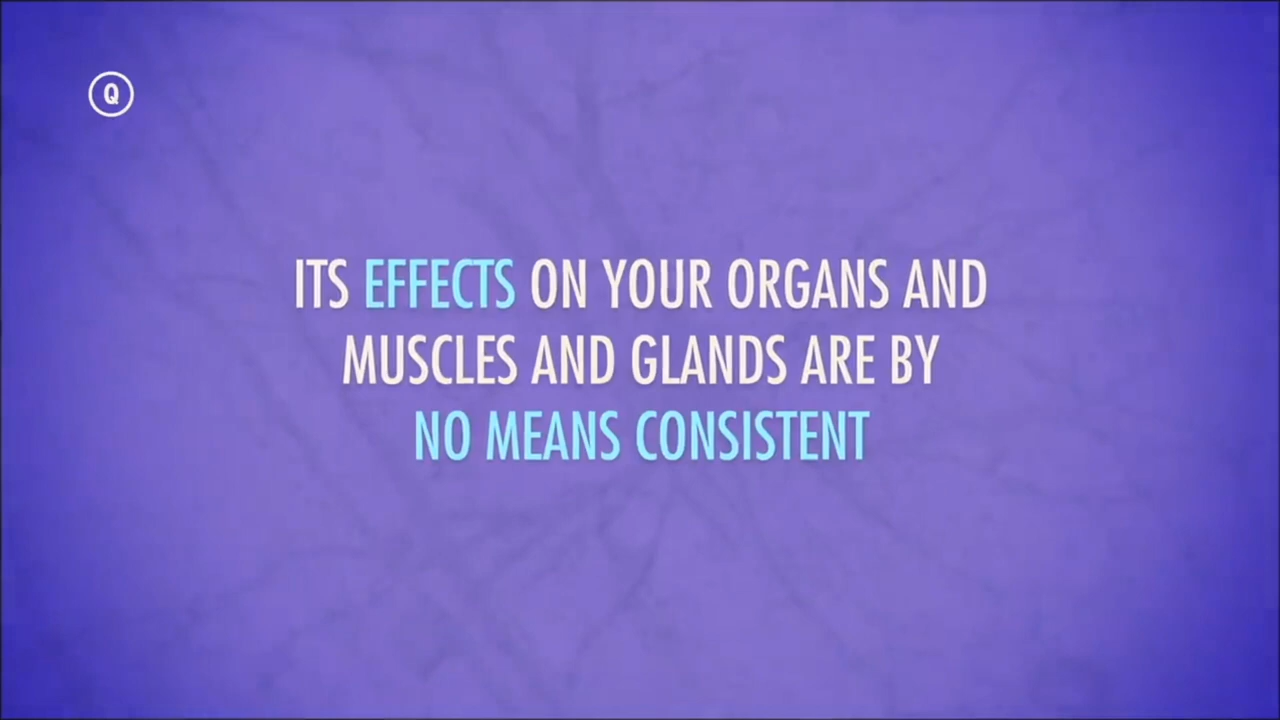 Q
ITS EFFECTS ON YOUR ORGANS AND
MUSCLES AND GLANDS ARE BY
NO MEANS CONSISTENT